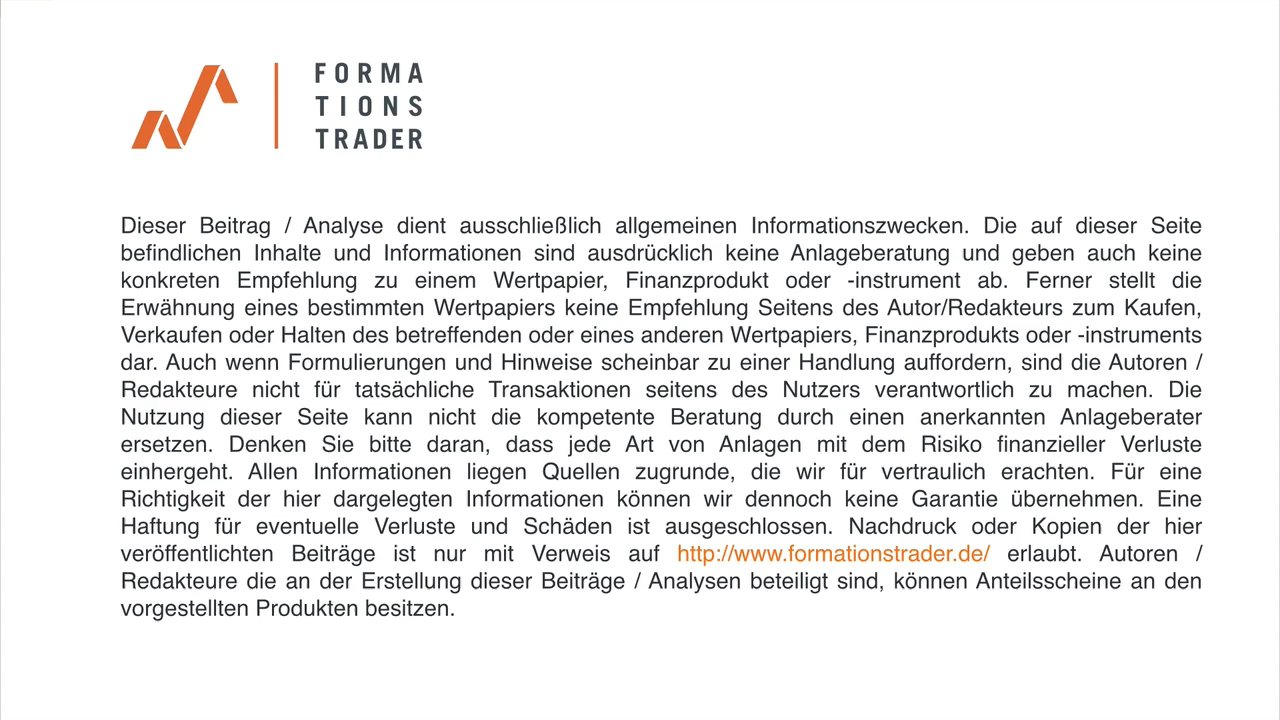 FORMA
TIONS
TRADER
Dieser Beitrag / Analyse dient ausschließlich allgemeinen Informationszwecken. Die auf dieser Seite
befindlichen Inhalte und Informationen sind ausdrücklich keine Anlageberatung und geben auch keine
konkreten Empfehlung zu einem Wertpapier, Finanzprodukt oder -instrument ab. Ferner stellt die
Erwähnung eines bestimmten Wertpapiers keine Empfehlung Seitens des Autor/Redakteurs zum Kaufen,
Verkaufen oder Halten des betreffenden oder eines anderen Wertpapiers, Finanzprodukts oder -instruments
dar. Auch wenn Formulierungen und Hinweise scheinbar zu einer Handlung auffordern, sind die Autoren /
Redakteure nicht für tatsächliche Transaktionen seitens des Nutzers verantwortlich zu machen. Die
Nutzung dieser Seite kann nicht die kompetente Beratung durch einen anerkannten Anlageberater
ersetzen. Denken Sie bitte daran, dass jede Art von Anlagen mit dem Risiko finanzieller Verluste
einhergeht. Allen Informationen liegen Quellen zugrunde, die wir für vertraulich erachten. Für eine
Richtigkeit der hier dargelegten Informationen können wir dennoch keine Garantie übernehmen. Eine
Haftung für eventuelle Verluste und Schäden ist ausgeschlossen. Nachdruck oder Kopien der hier
veröffentlichten Beiträge ist nur mit Verweis auf http://www.formationstrader.de/ erlaubt. Autoren /
Redakteure die an der Erstellung dieser Beiträge / Analysen beteiligt sind, können Anteilsscheine an den
vorgestellten Produkten besitzen.